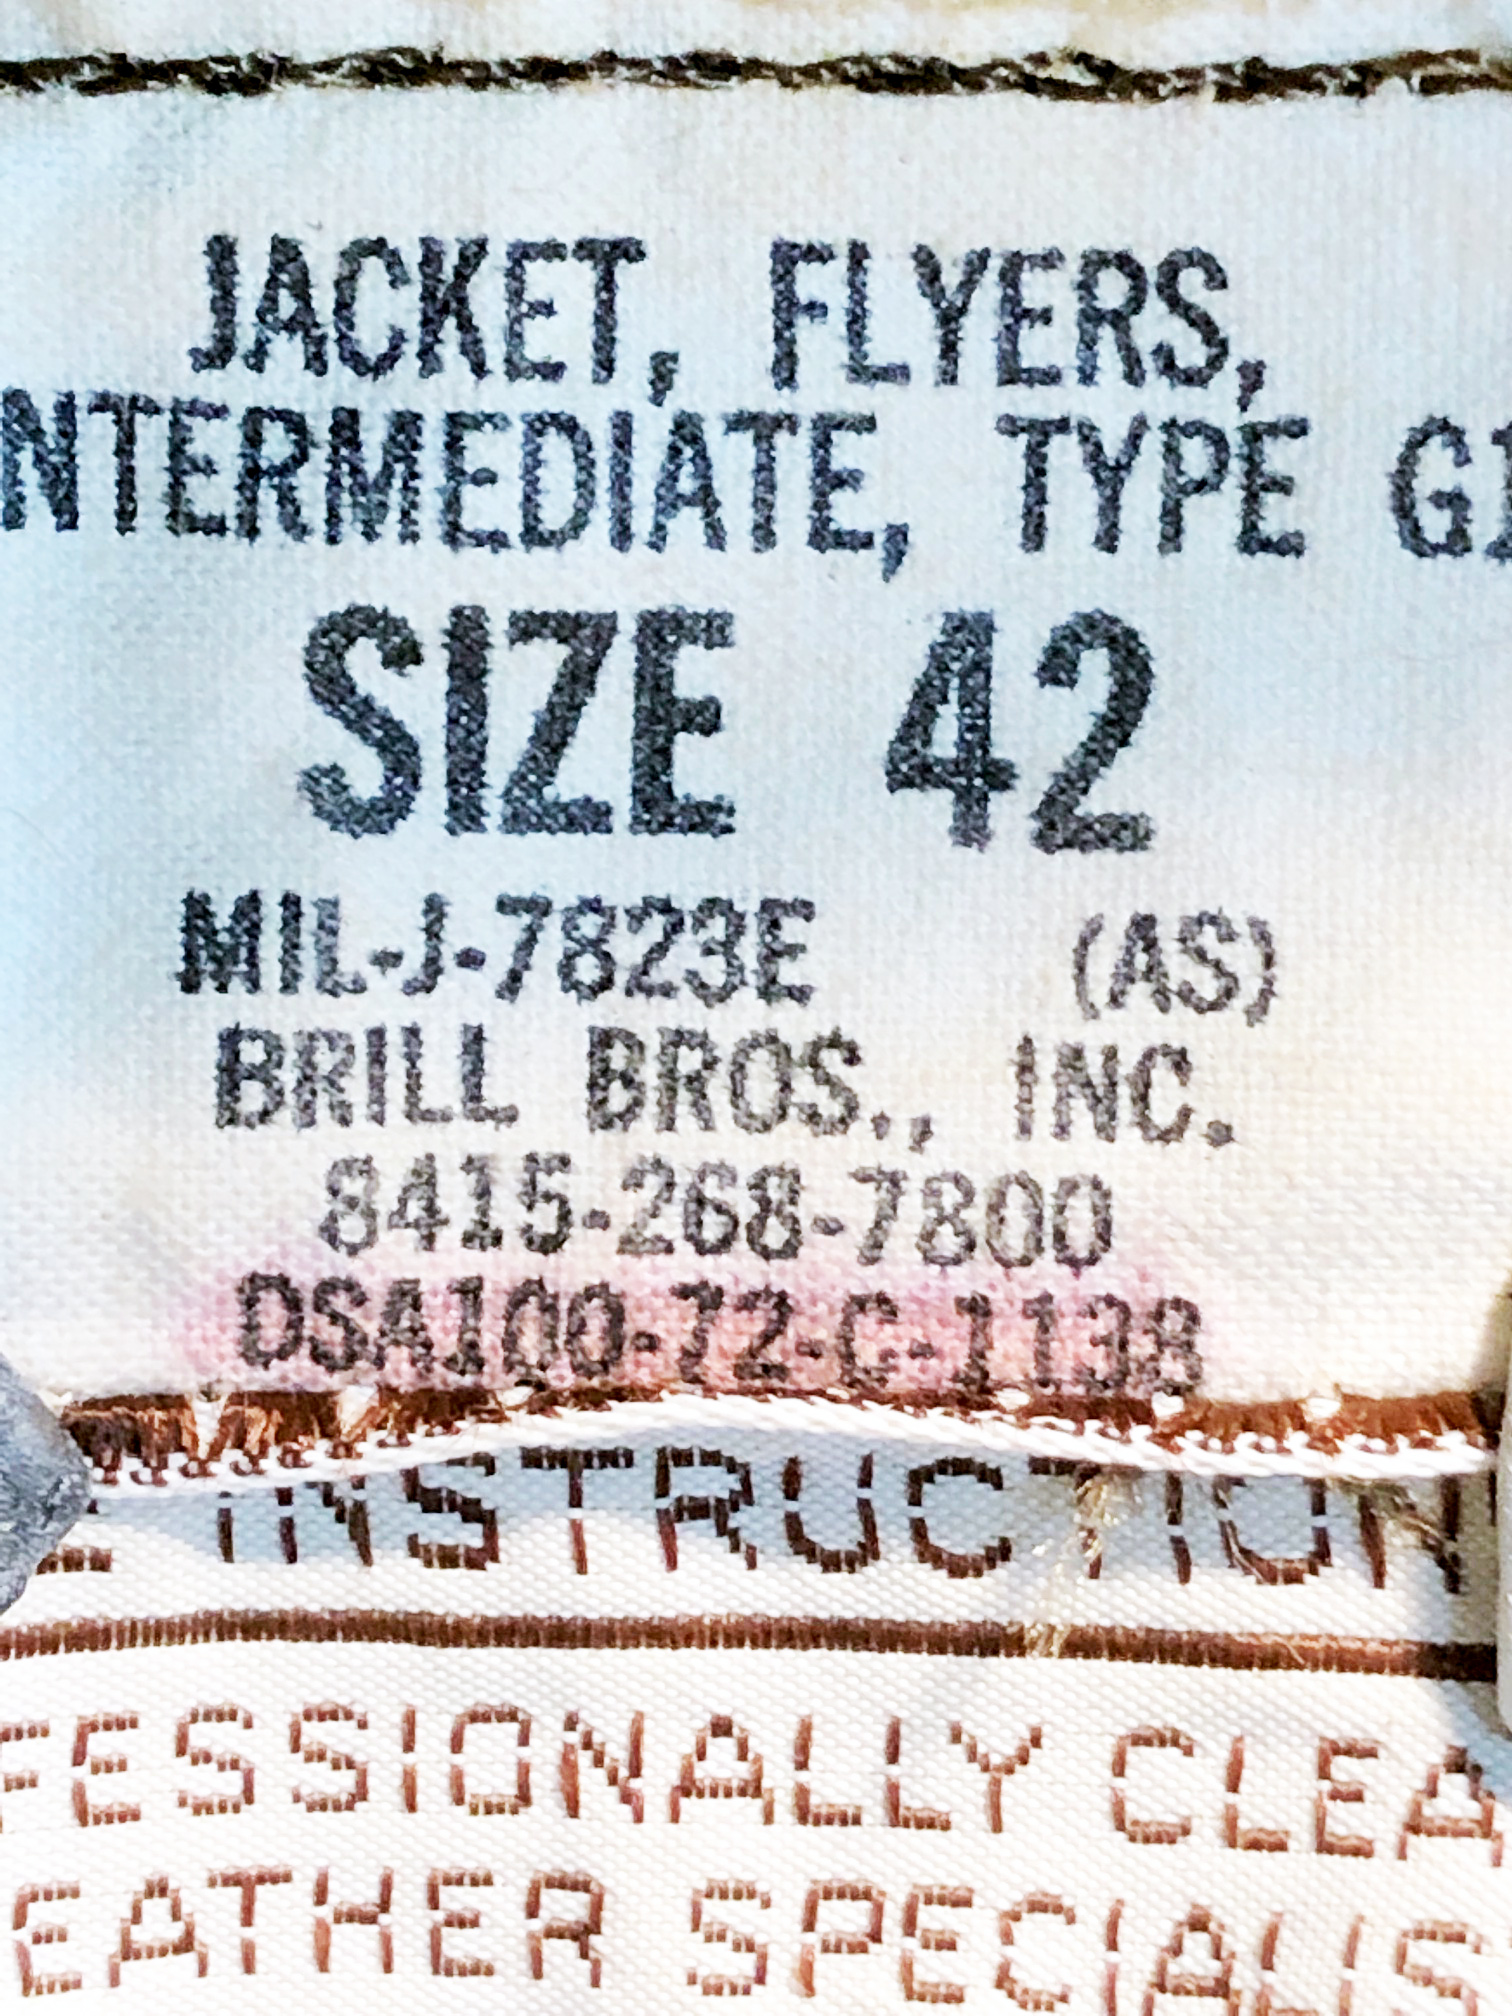 JACKET, FLYERS,
NTERMEDIATE, TYPE G1
SIZE 42
MIL-J-7823E (AS)
BRILL BROS., INC.
8415-268-7800
DSA100-72-C-1138
E INSTRUCTION
FESSIONALLY CLEA
EATHER SPECIALIS